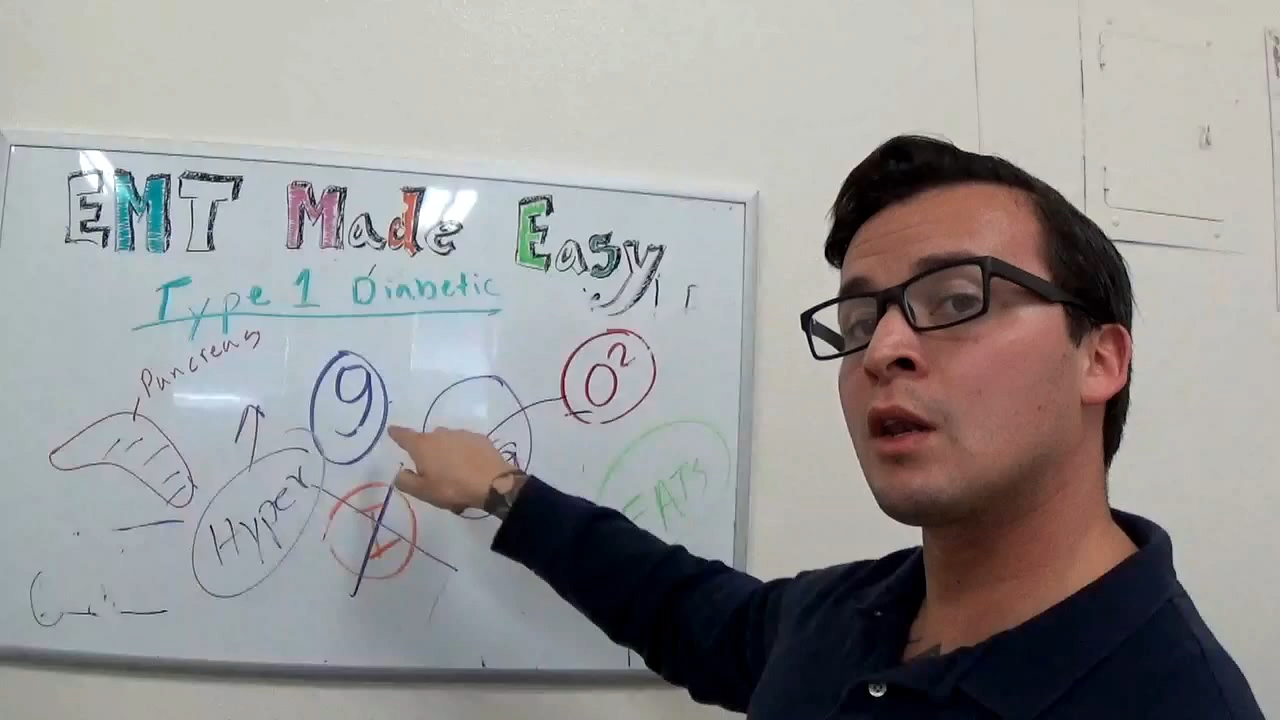 EMT Made Easy
Type 1 Diabetic
Pancreas
9
O²
Hyper
I
FATS